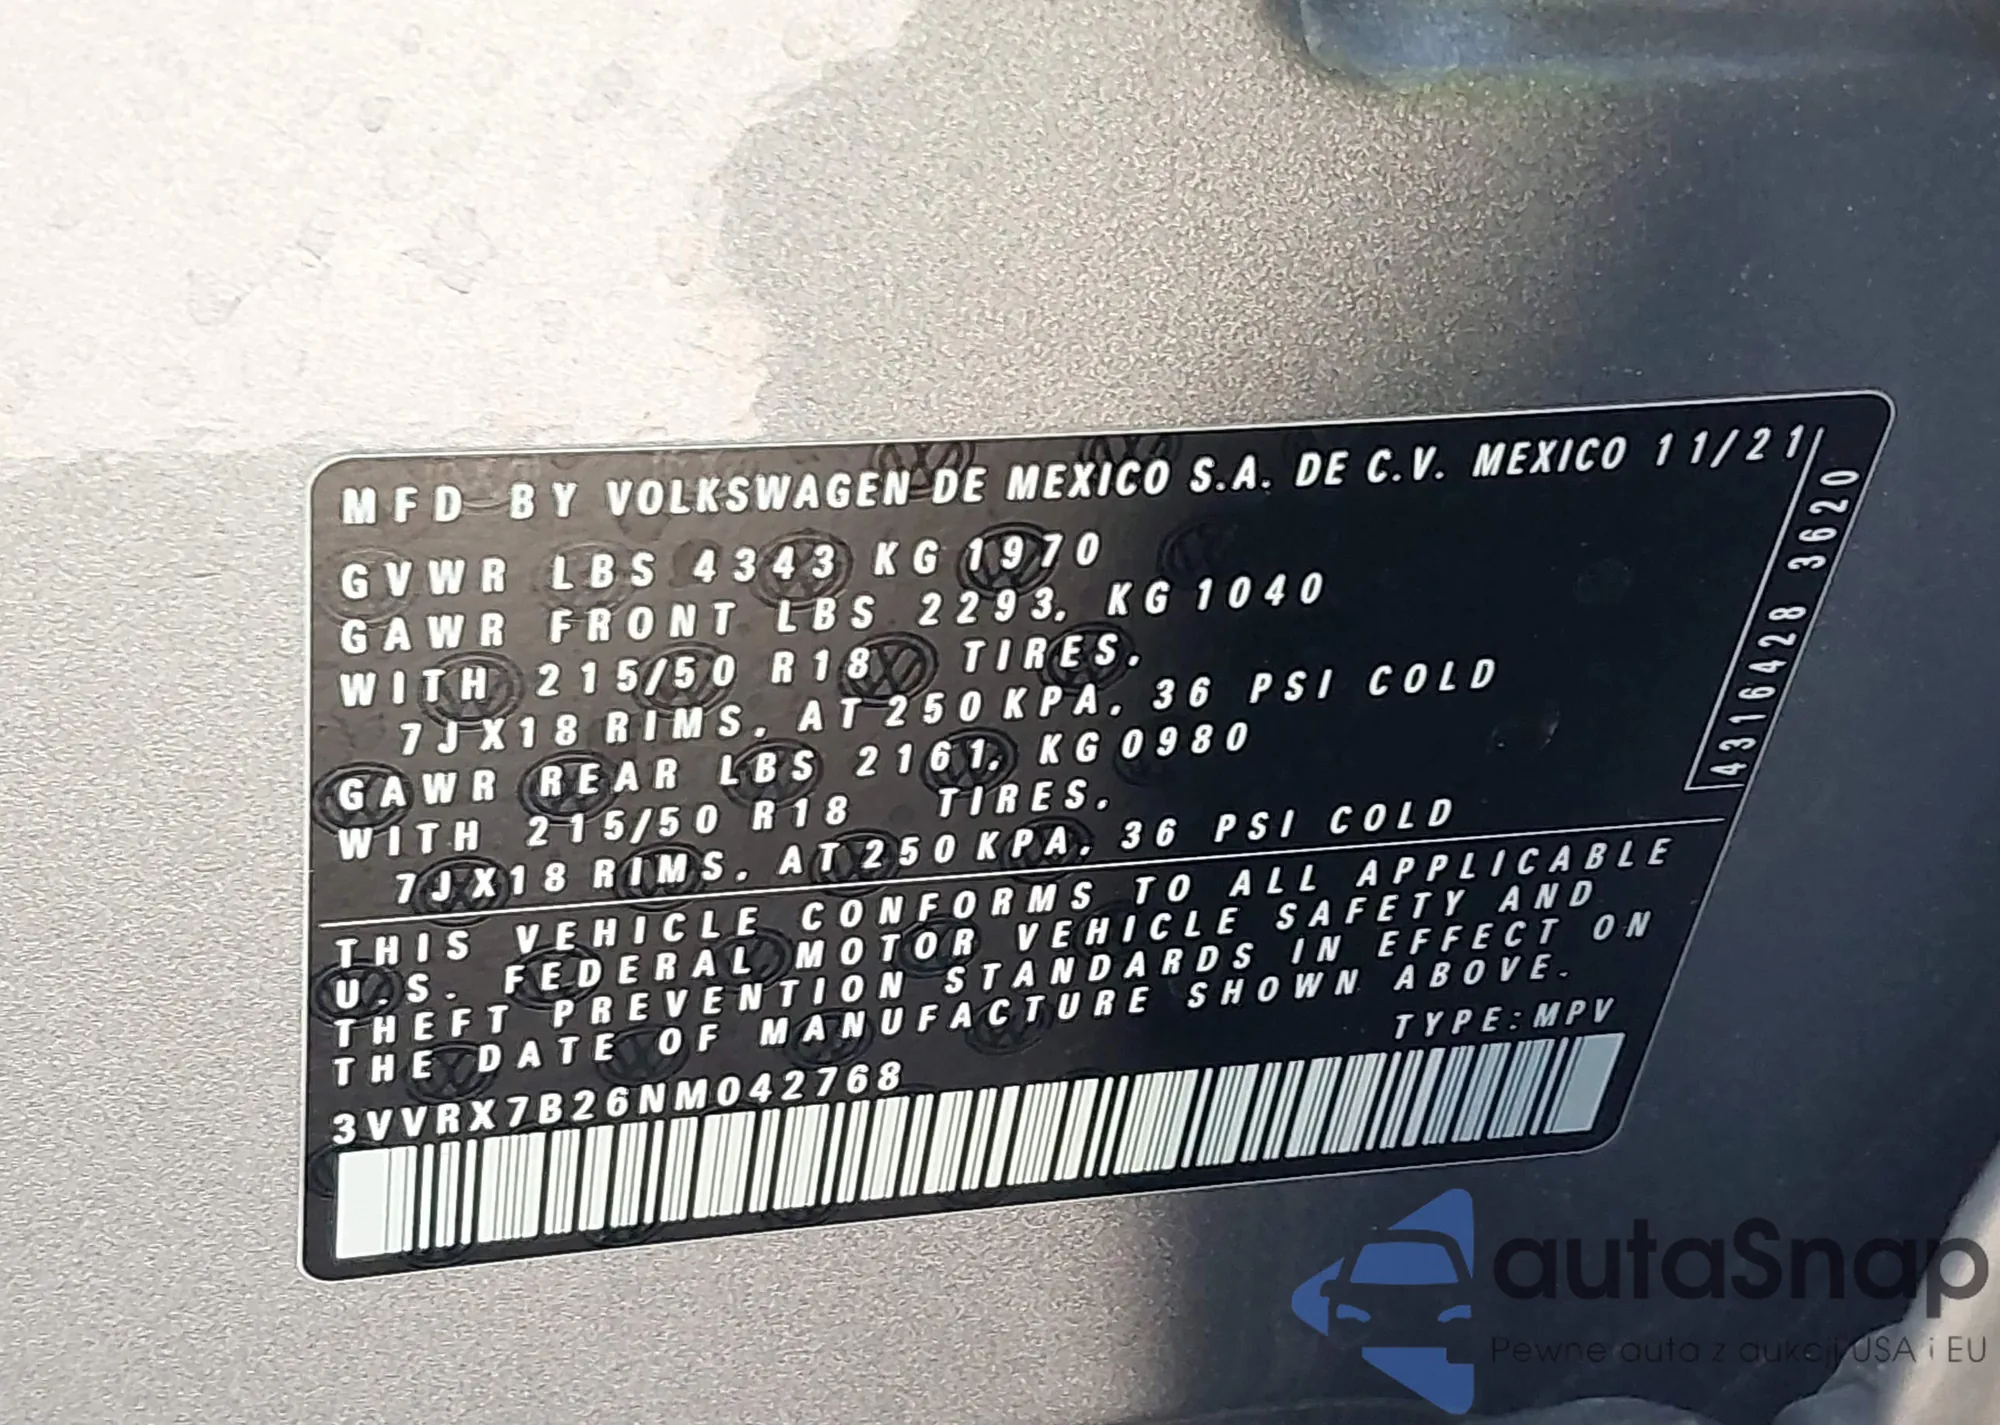 MFD BY VOLKSWAGEN DE MEXICO S.A. DE C.V. MEXICO 11/21
GVWR LBS 4343 KG 1970
GAWR FRONT LBS 2293, KG 1040
WITH 215/50 R18 TIRES.
7JX18 RIMS. AT 250 KPA. 36 PSI COLD
GAWR REAR LBS 2161, KG 0980
WITH 215/50 R18 TIRES.
7JX18 RIMS. AT 250 KPA. 36 PSI COLD
4316428 3620
THIS VEHICLE CONFORMS TO ALL APPLICABLE
U.S. FEDERAL MOTOR VEHICLE SAFETY AND
THEFT PREVENTION STANDARDS IN EFFECT ON
THE DATE OF MANUFACTURE SHOWN ABOVE.
TYPE: MPV
3VVRX7B26NM042768
autaSnap
Pewne auta z aukcji USA i EU